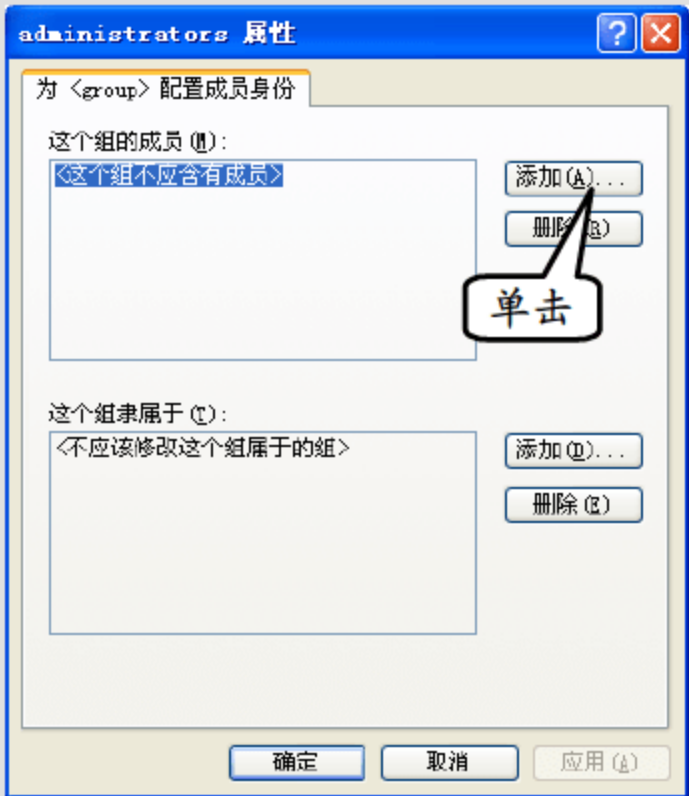 administrators 属性
为 <group> 配置成员身份
这个组的成员(M):
<这个组不应含有成员>
添加(A)...
删除(R)
单击
这个组隶属于(T):
<不应该修改这个组属于的组>
添加(D)...
删除(E)
确定
取消
应用(A)